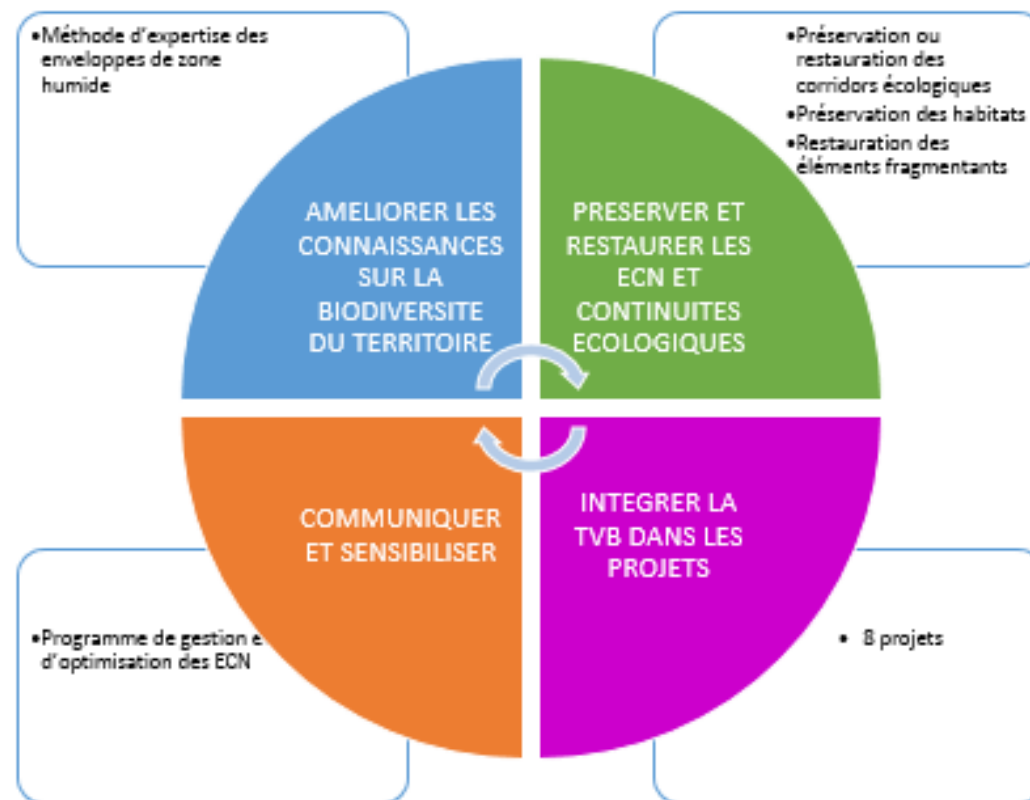 •Méthode d'expertise des
enveloppes de zone
humide
•Préservation ou
restauration des
corridors écologiques
•Préservation des habitats
•Restauration des
éléments fragmentants
AMELIORER LES
CONNAISSANCES
SUR LA
BIODIVERSITE
DU TERRITOIRE
PRESERVER ET
RESTAURER LES
ECN ET
CONTINUITES
ECOLOGIQUES
COMMUNIQUER
ET SENSIBILISER
INTEGRER LA
TVB DANS LES
PROJETS
•Programme de gestion e
d'optimisation des ECN
• 8 projets